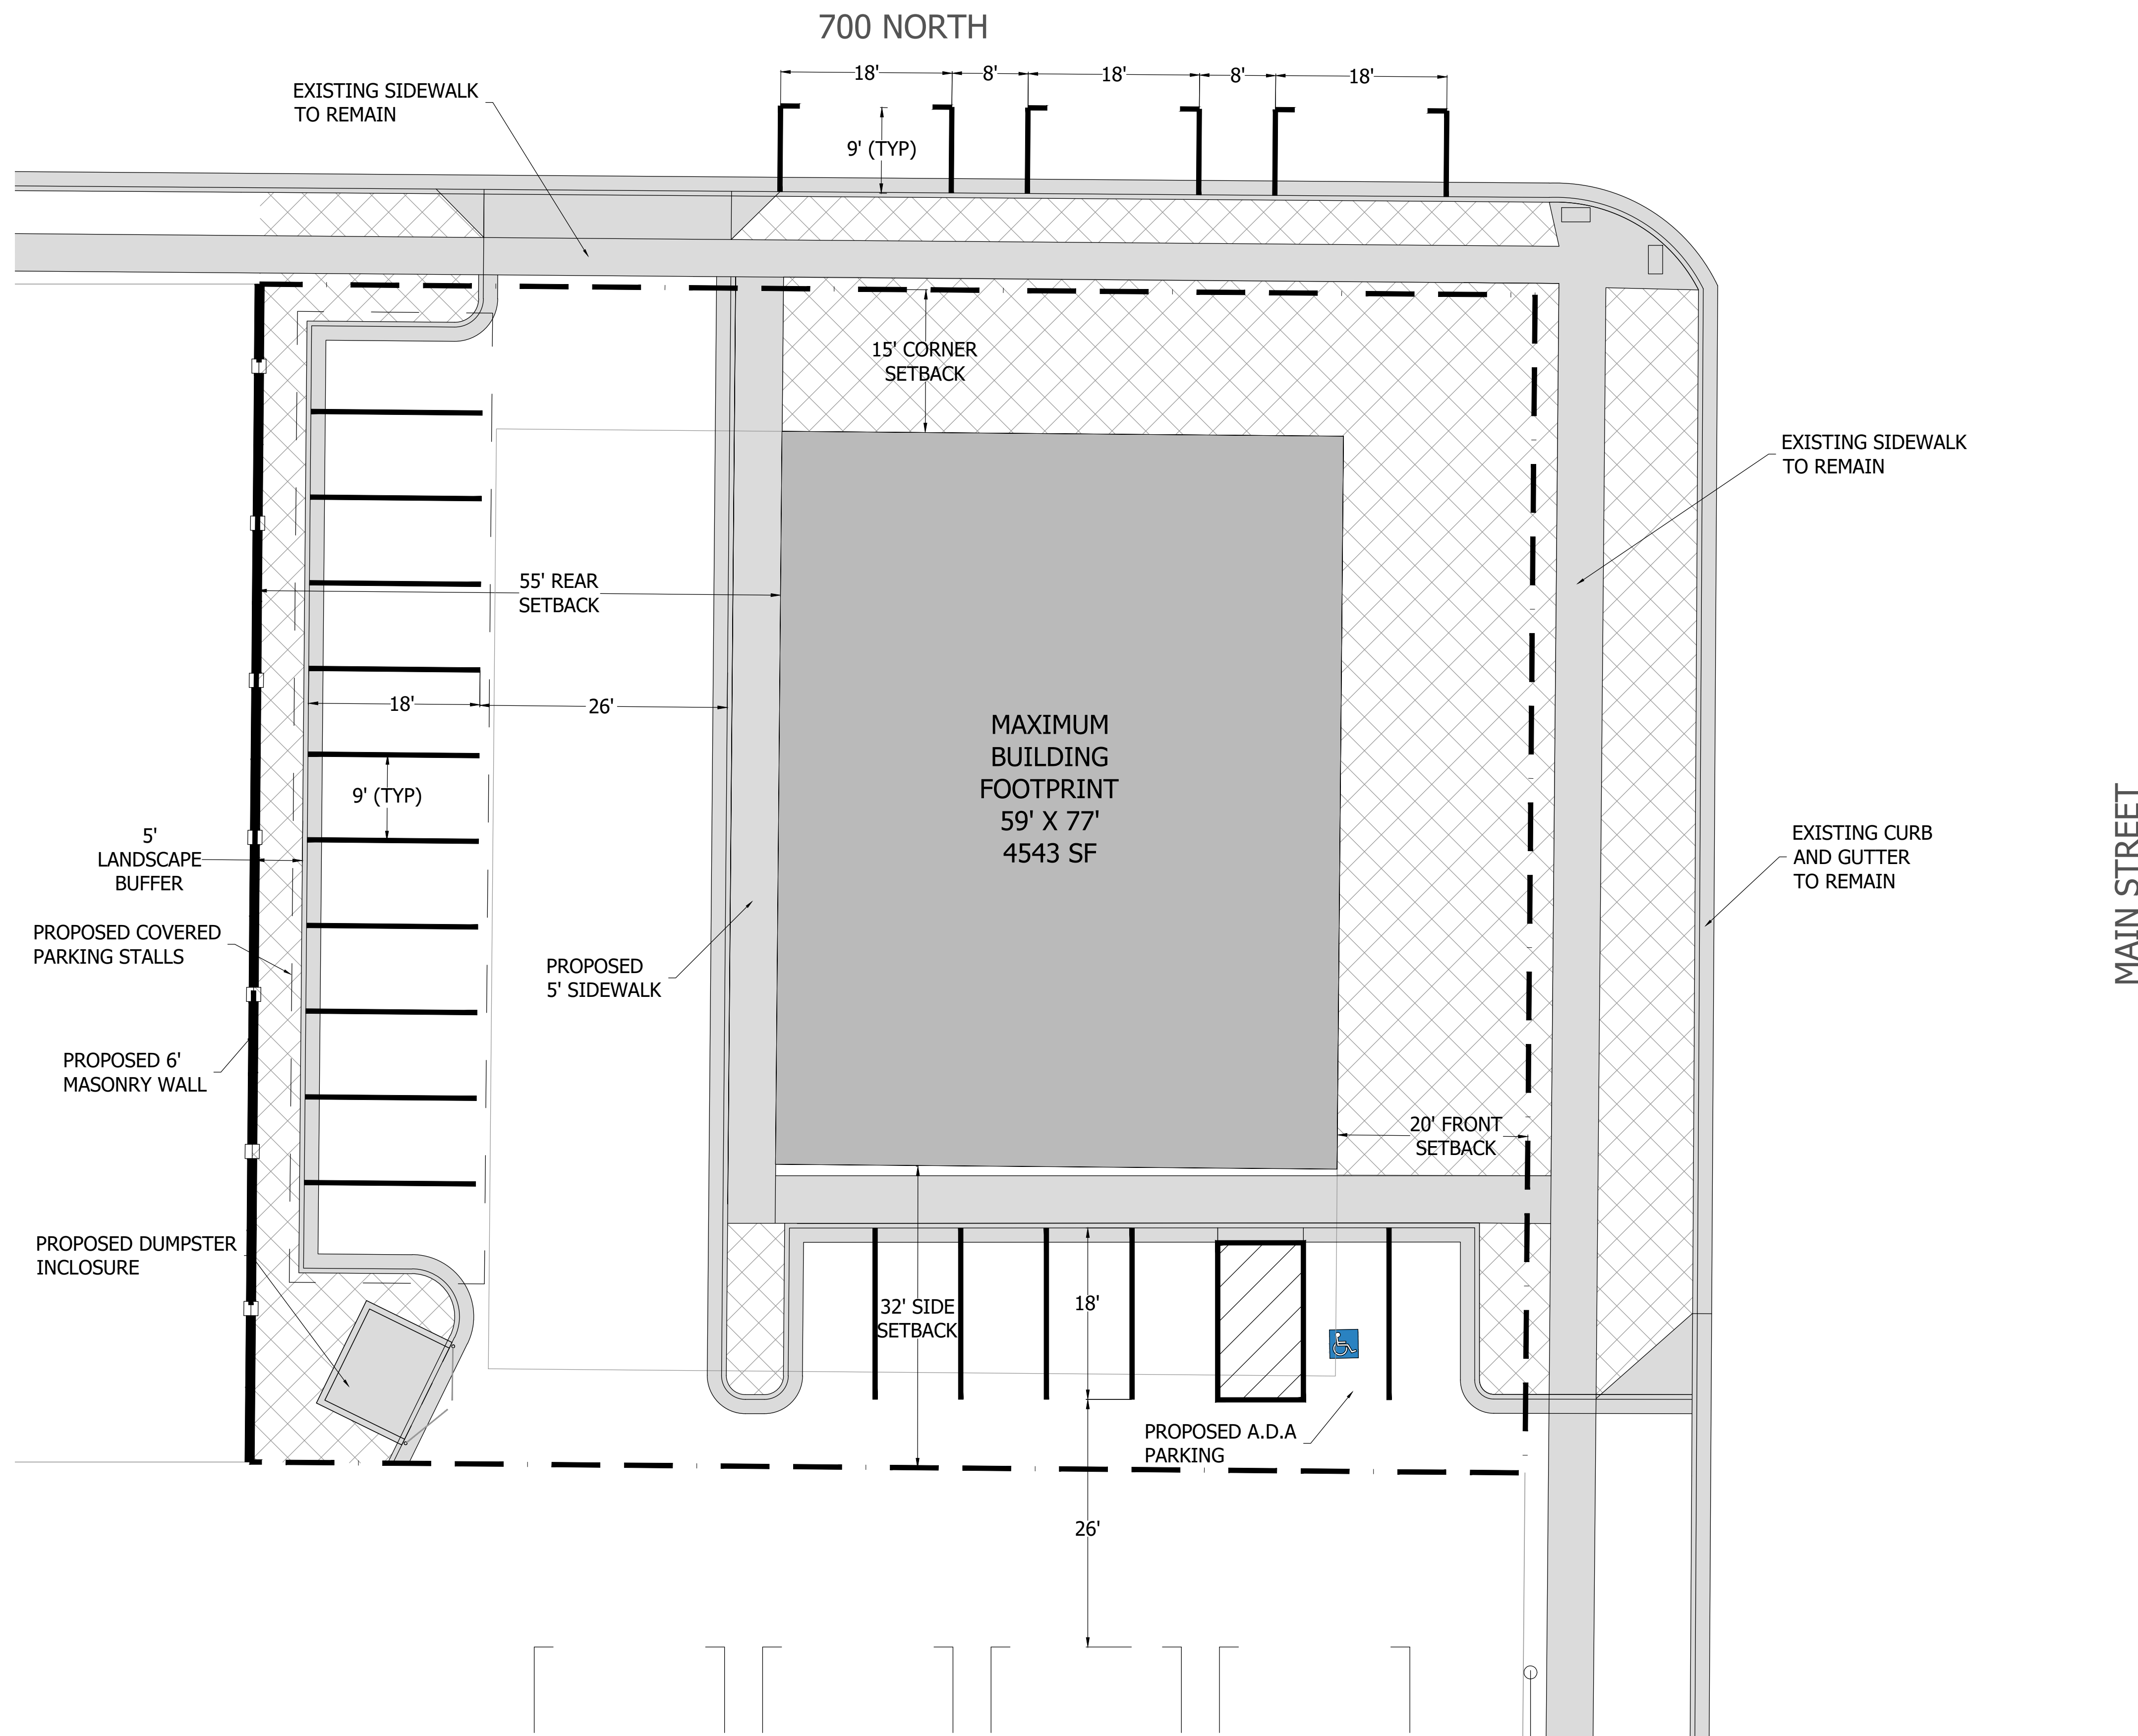 700 NORTH
18'
8'
18'
8'
18'
EXISTING SIDEWALK
TO REMAIN
9' (TYP)
15' CORNER
SETBACK
EXISTING SIDEWALK
TO REMAIN
55' REAR
SETBACK
18'
26'
MAXIMUM
BUILDING
FOOTPRINT
59' X 77'
4543 SF
9' (TYP)
5'
LANDSCAPE
BUFFER
EXISTING CURB
AND GUTTER
TO REMAIN
MAIN STREET
PROPOSED COVERED
PARKING STALLS
PROPOSED
5' SIDEWALK
PROPOSED 6'
MASONRY WALL
20' FRONT
SETBACK
PROPOSED DUMPSTER
INCLOSURE
32' SIDE
SETBACK
18'
PROPOSED A.D.A
PARKING
26'